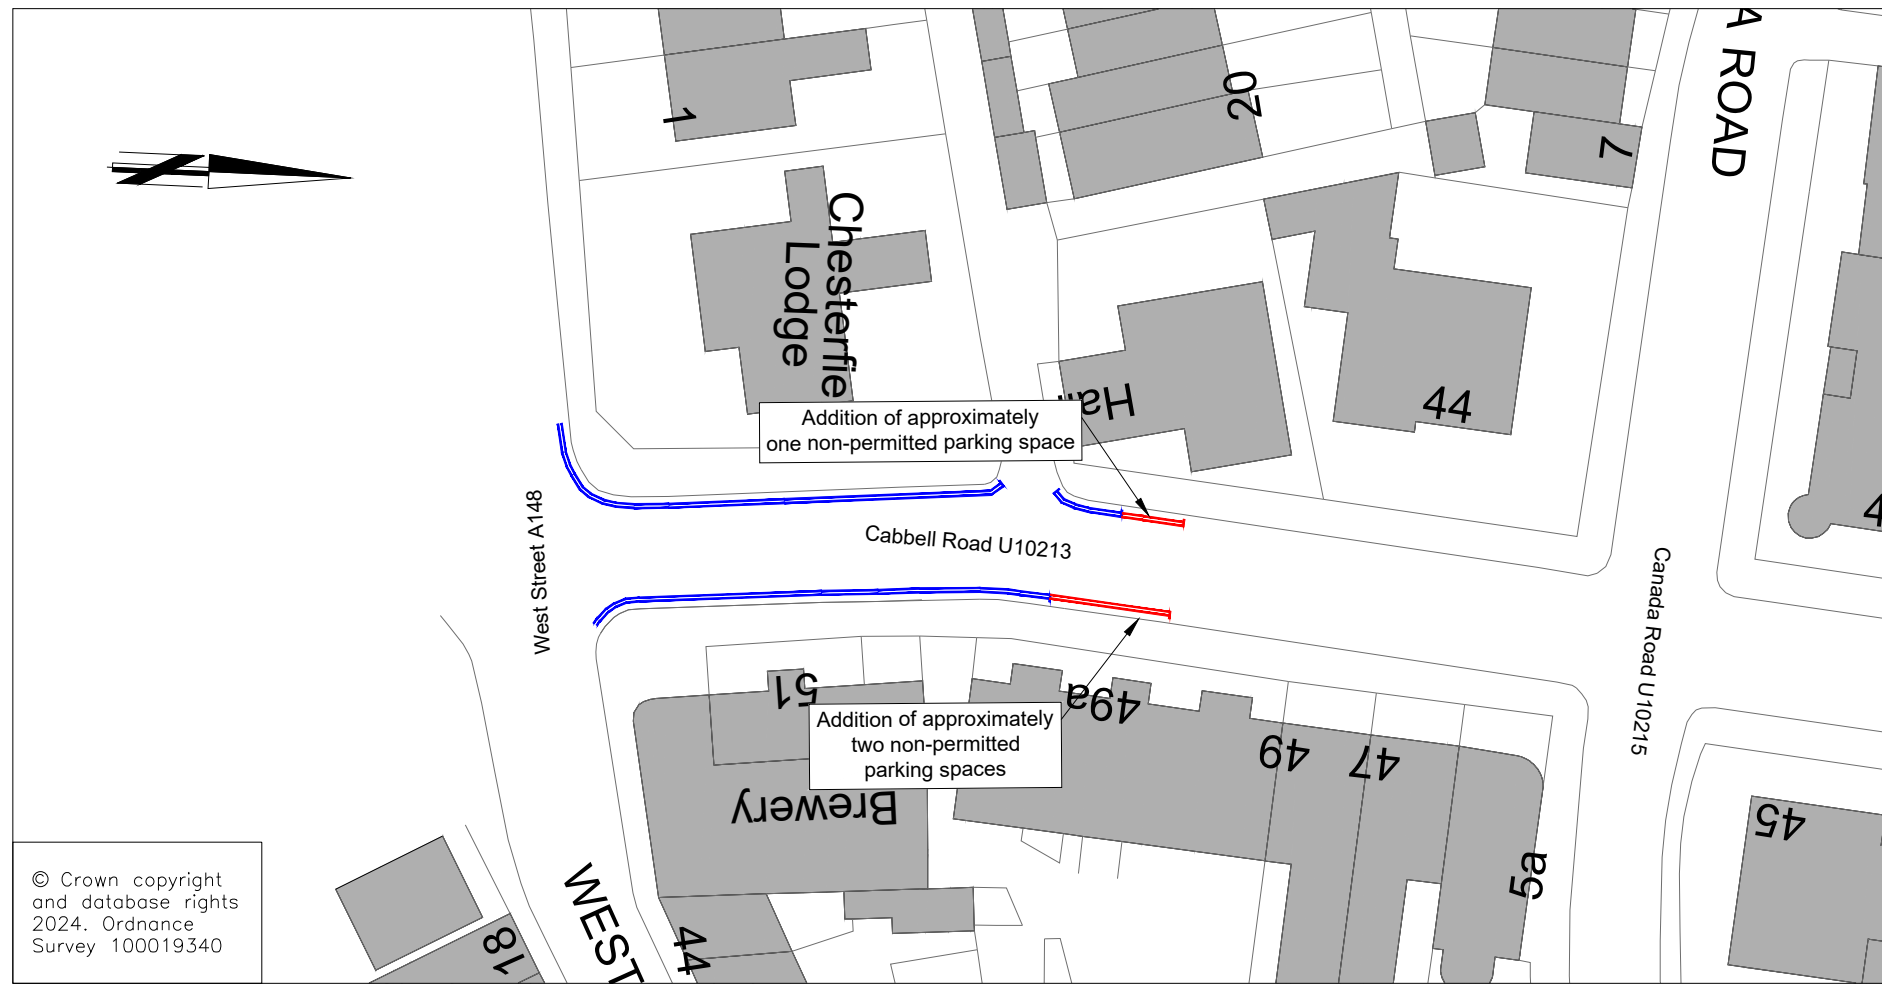 A ROAD
1
20
7
Chesterfie
Lodge
Hall
44
Addition of approximately
one non-permitted parking space
West Street A148
Cabbell Road U10213
Canada Road U10215
4
51
49a
49
47
Addition of approximately
two non-permitted
parking spaces
Brewery
45
5a
WEST
44
18
© Crown copyright
and database rights
2024. Ordnance
Survey 100019340